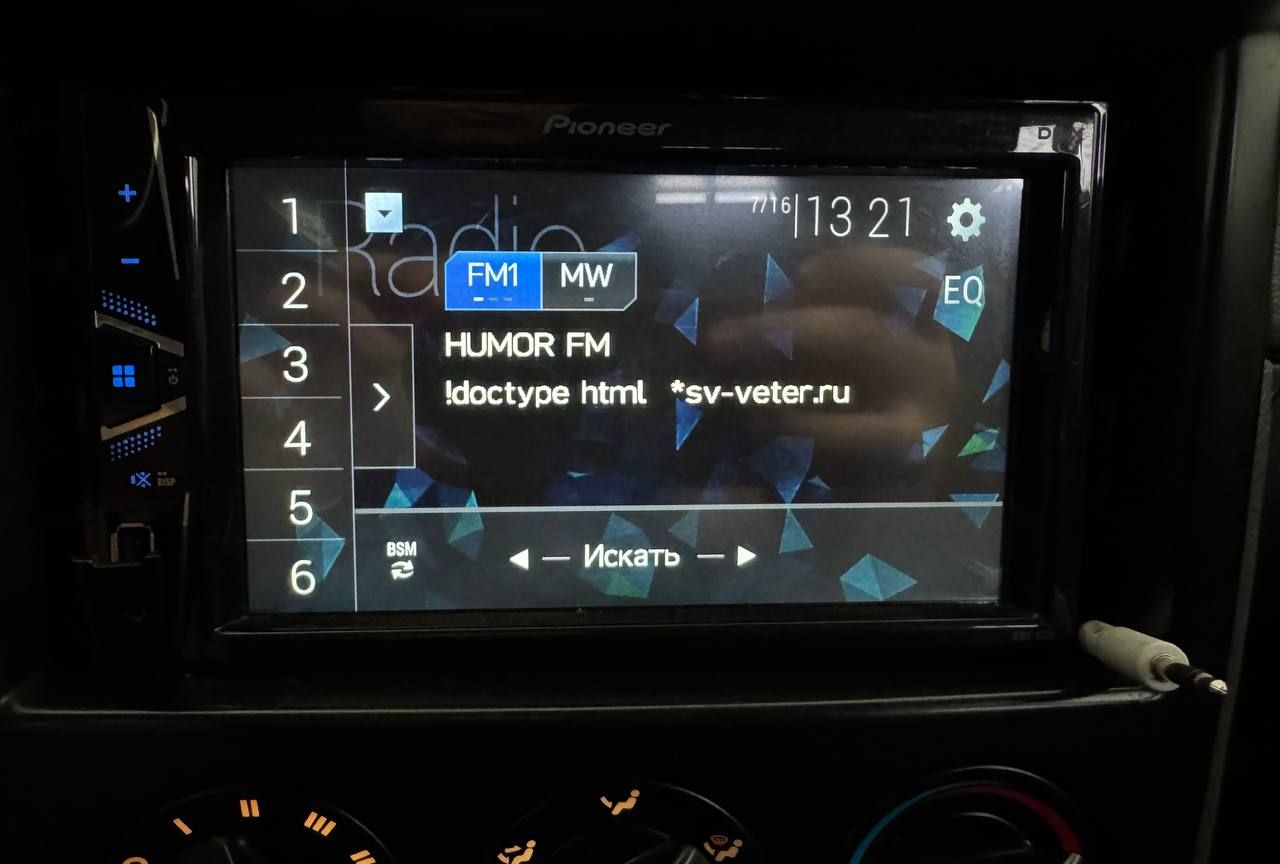 Pioneer
1
2
3
4
5
6
Radio
7/16 13 21
FM1 MW
EQ
HUMOR FM
!doctype html *sv-veter.ru
BSM
Искать
DISP